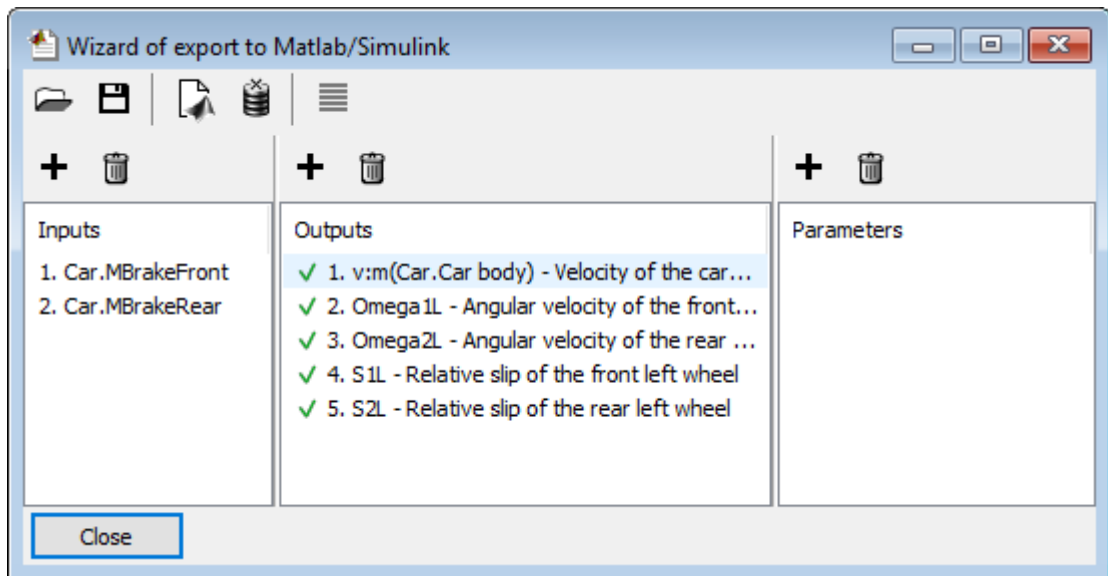 Wizard of export to Matlab/Simulink
Inputs
1. Car.MBrakeFront
2. Car.MBrakeRear
Outputs
1. v:m(Car.Car body) - Velocity of the car...
2. Omega1L - Angular velocity of the front...
3. Omega2L - Angular velocity of the rear ...
4. S1L - Relative slip of the front left wheel
5. S2L - Relative slip of the rear left wheel
Parameters
Close